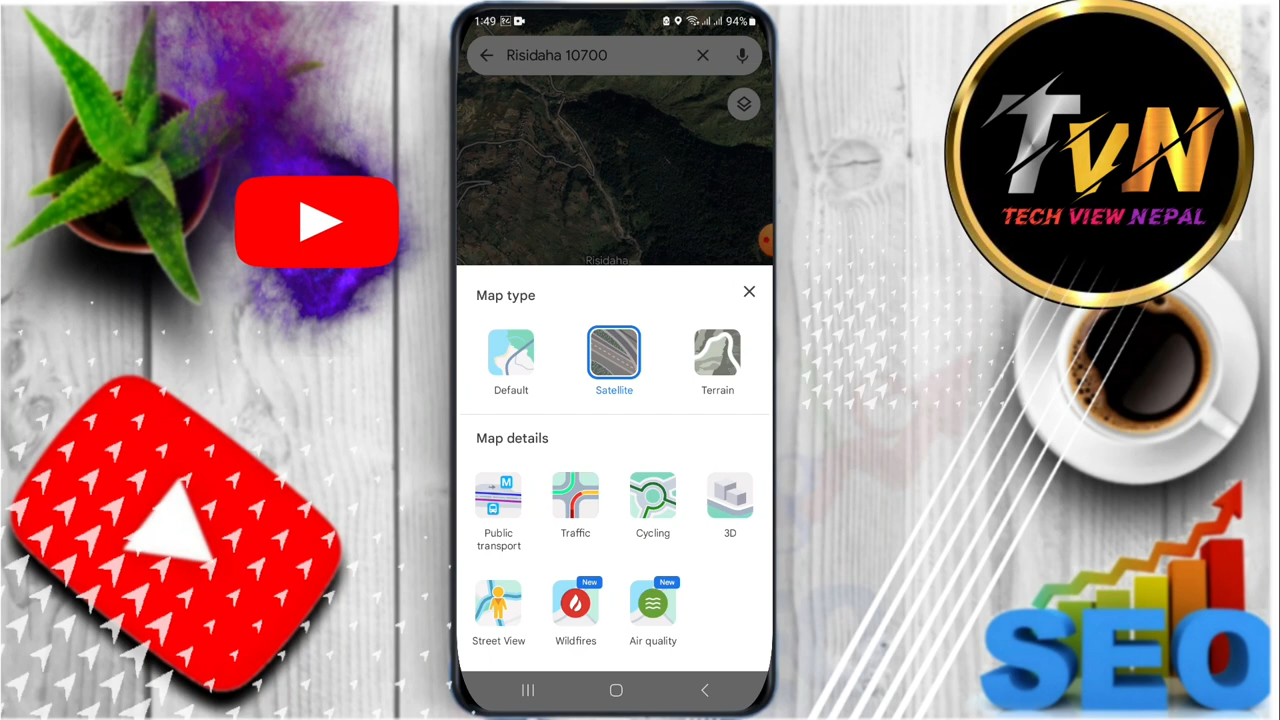 1:49
94%
Risidaha 10700
Risidaha
Map type
Default
Satellite
Terrain
Map details
M
Public
transport
Traffic
Cycling
3D
New
New
Street View
Wildfires
Air quality
TVN
TECH VIEW NEPAL
SEO